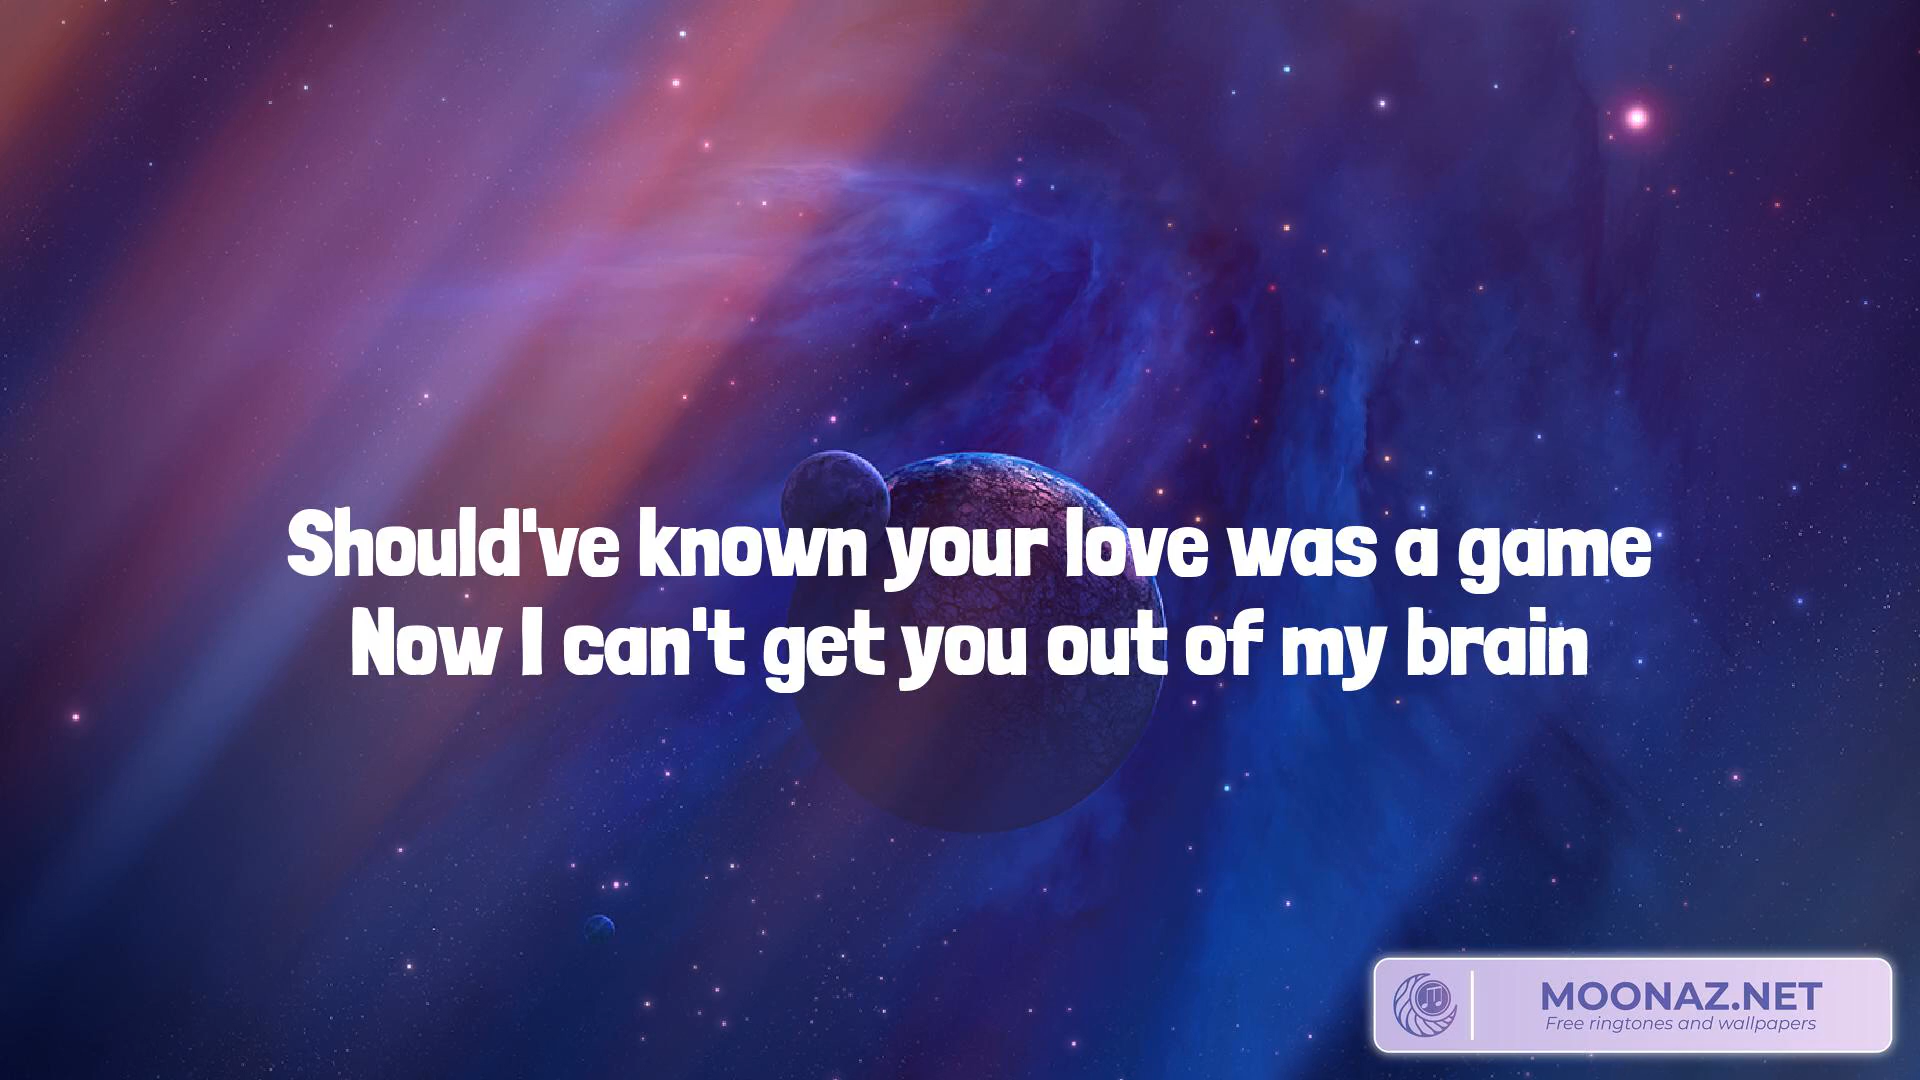 Should've known your love was a game
Now I can't get you out of my brain
MOONAZ.NET
Free ringtones and wallpapers